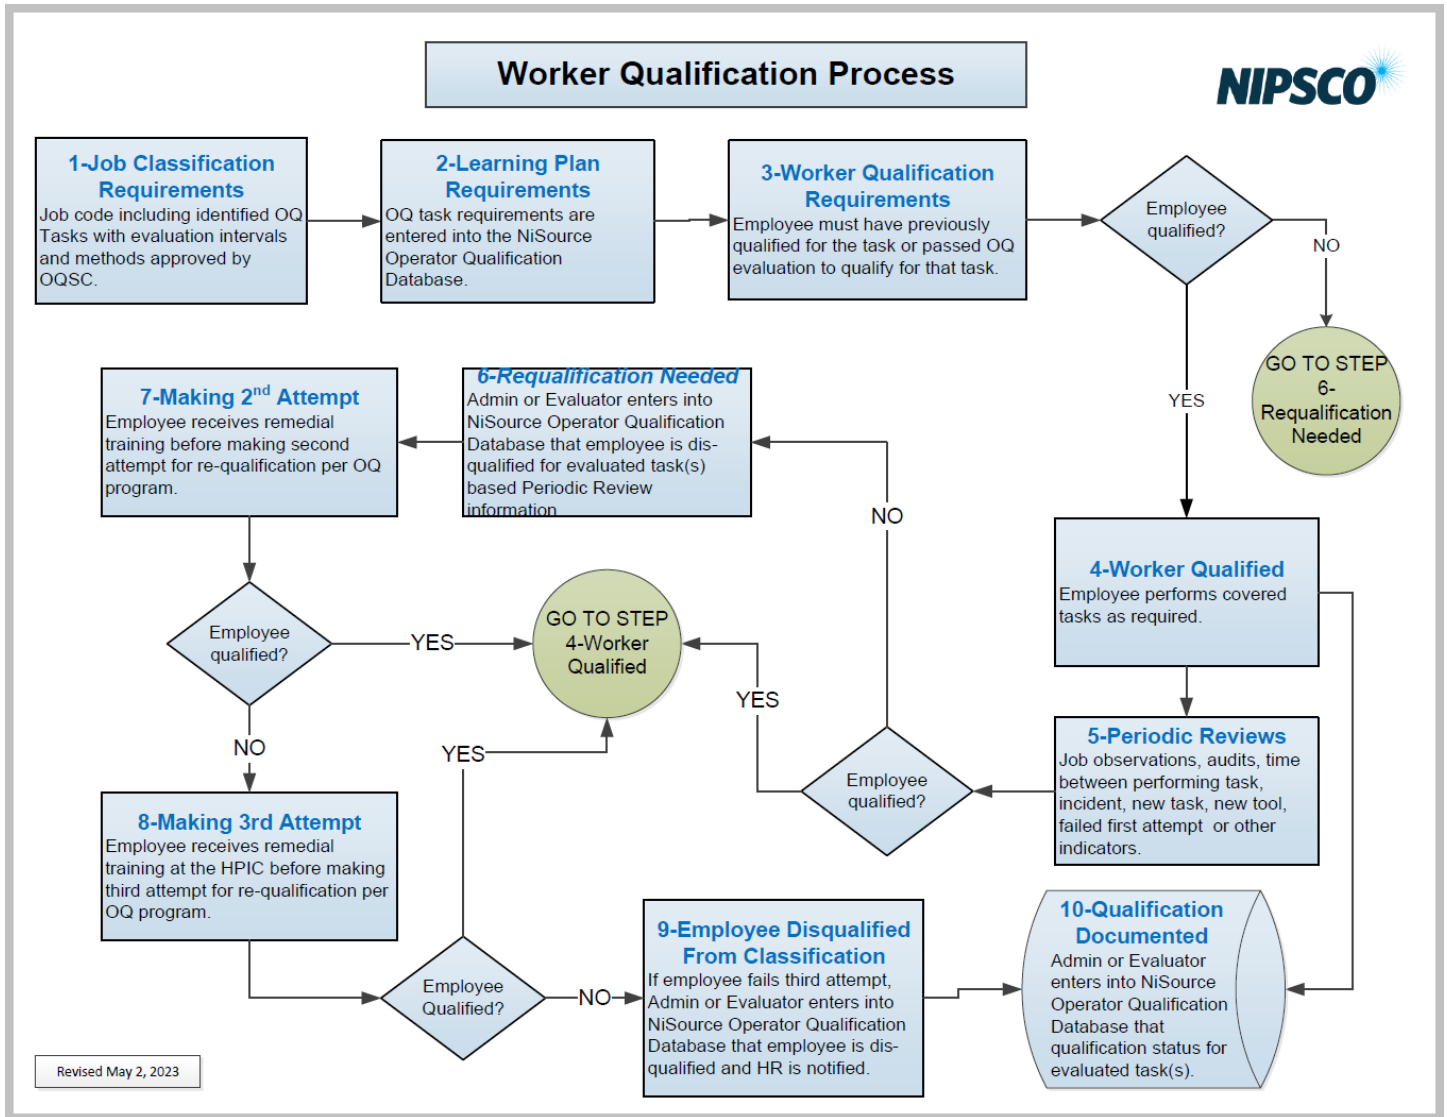 Worker Qualification Process
NIPSCO
1-Job Classification
Requirements
Job code including identified OQ
Tasks with evaluation intervals
and methods approved by
OQSC.
2-Learning Plan
Requirements
OQ task requirements are
entered into the NiSource
Operator Qualification
Database.
3-Worker Qualification
Requirements
Employee must have previously
qualified for the task or passed OQ
evaluation to qualify for that task.
Employee
qualified?
NO
GO TO STEP
6-
Requalification
Needed
YES
4-Worker Qualified
Employee performs covered
tasks as required.
5-Periodic Reviews
Job observations, audits, time
between performing task,
incident, new task, new tool,
failed first attempt or other
indicators.
Employee
qualified?
YES
NO
GO TO STEP
4-Worker
Qualified
6-Requalification Needed
Admin or Evaluator enters into
NiSource Operator Qualification
Database that employee is dis-
qualified for evaluated task(s)
based Periodic Review
information
7-Making 2nd Attempt
Employee receives remedial
training before making second
attempt for re-qualification per OQ
program.
Employee
qualified?
YES
NO
8-Making 3rd Attempt
Employee receives remedial
training at the HPIC before making
third attempt for re-qualification per
OQ program.
Employee
Qualified?
YES
NO
9-Employee Disqualified
From Classification
If employee fails third attempt,
Admin or Evaluator enters into
NiSource Operator Qualification
Database that employee is dis-
qualified and HR is notified.
10-Qualification
Documented
Admin or Evaluator
enters into NiSource
Operator Qualification
Database that
qualification status for
evaluated task(s).
Revised May 2, 2023